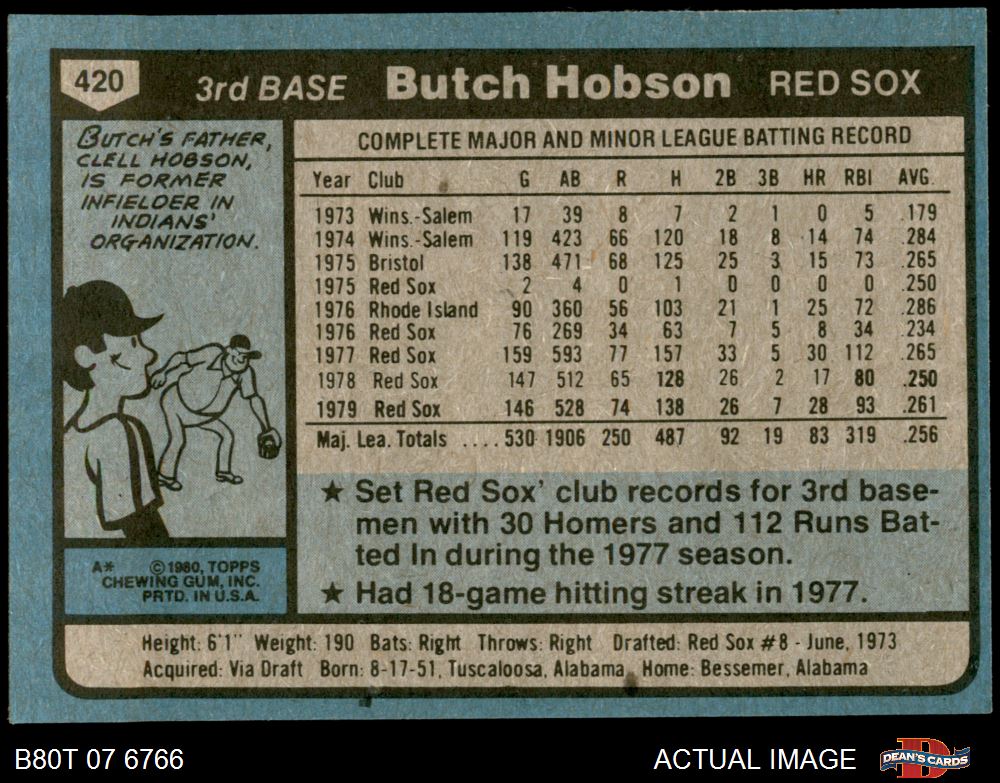 420
3rd BASE Butch Hobson RED SOX
BUTCH'S FATHER,
CLELL HOBSON,
IS FORMER
INFIELDER IN
INDIANS'
ORGANIZATION.
A* ©1980, TOPPS
CHEWING GUM, INC.
PRTD. IN U.S.A.
COMPLETE MAJOR AND MINOR LEAGUE BATTING RECORD
Year Club G AB R H 2B 3B HR RBI AVG.
1973 Wins.-Salem 17 39 8 7 2 1 0 5 .179
1974 Wins.-Salem 119 423 66 120 18 8 14 74 .284
1975 Bristol 138 471 68 125 25 3 15 73 .265
1975 Red Sox 2 4 0 1 0 0 0 0 .250
1976 Rhode Island 90 360 56 103 21 1 25 72 .286
1976 Red Sox 76 269 34 63 7 5 8 34 .234
1977 Red Sox 159 593 77 157 33 5 30 112 .265
1978 Red Sox 147 512 65 128 26 2 17 80 .250
1979 Red Sox 146 528 74 138 26 7 28 93 .261
Maj. Lea. Totals .... 530 1906 250 487 92 19 83 319 .256
★ Set Red Sox' club records for 3rd base-
men with 30 Homers and 112 Runs Bat-
ted In during the 1977 season.
★ Had 18-game hitting streak in 1977.
Height: 6'1" Weight: 190 Bats: Right Throws: Right Drafted: Red Sox #8 - June, 1973
Acquired: Via Draft Born: 8-17-51, Tuscaloosa, Alabama Home: Bessemer, Alabama
B80T 07 6766
ACTUAL IMAGE
DEAN'S CARDS